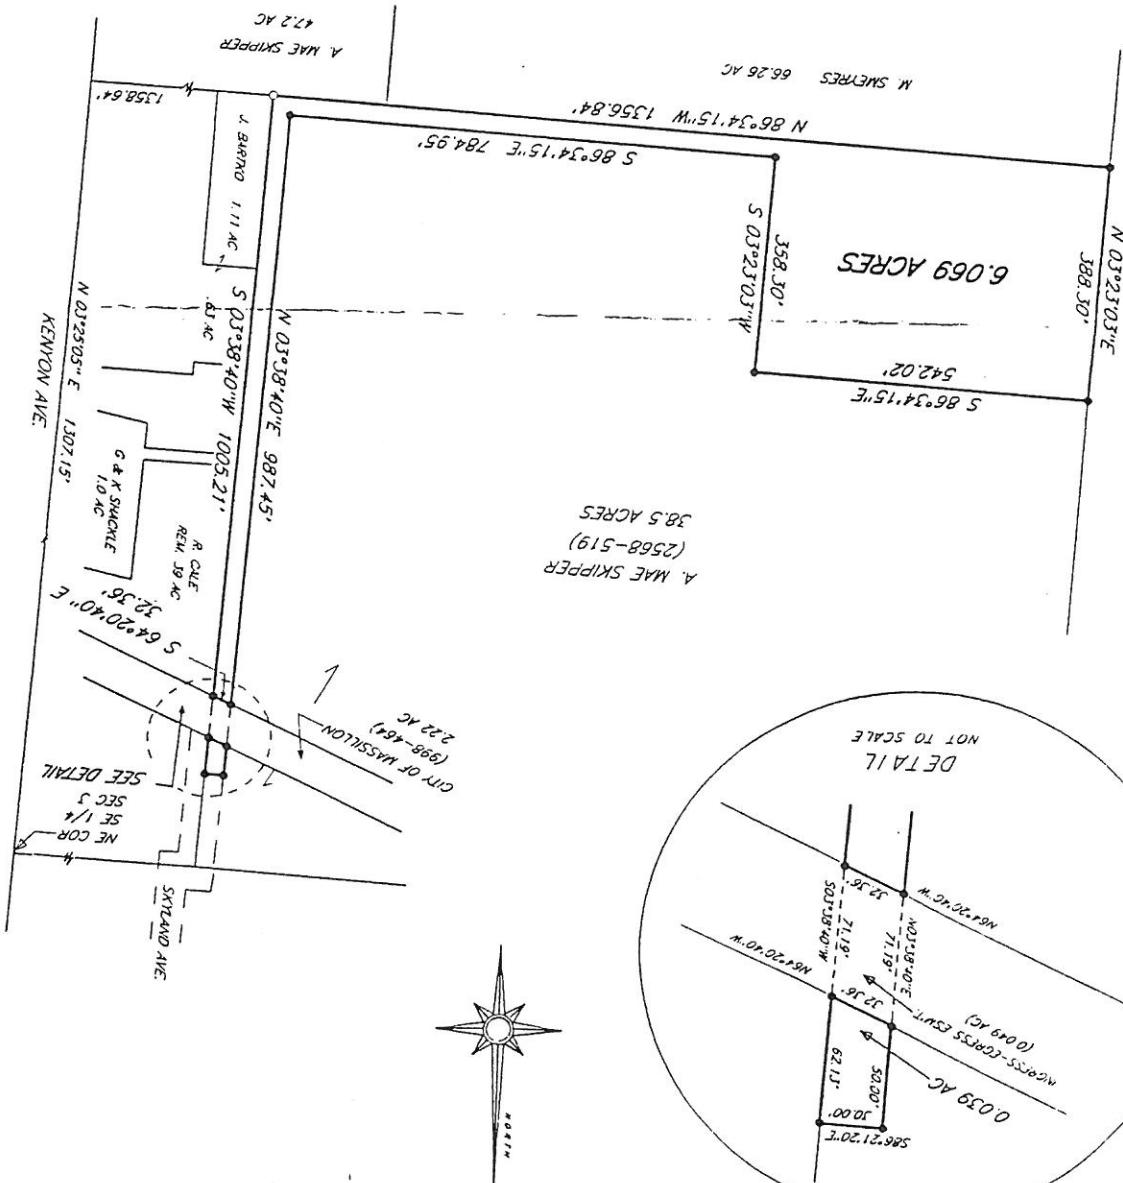 A. MAE SKIPPER
47.2 AC
M. SMEYRES 66.26 AC
1358.64'
N 86°34'15"W 1356.84'
S 86°34'15"E 784.95'
J. BARTKO 1.11 AC
N 03°23'03"E
388.30'
S 03°23'03"W
358.30'
6.069 ACRES
S 86°34'15"E
542.02'
.63 AC
S 03°38'40"W 1005.21'
N 03°38'40"E 987.45'
N 03°25'05"E 1307.15'
KENYON AVE.
G & K SHACKLE
1.0 AC
R. CALE
REM. 39 AC
A. MAE SKIPPER
(2568-519)
38.5 ACRES
S 64°20'40"E
32.36'
CITY OF MASSILLON
(998-464)
2.22 AC
SEE DETAIL
NE COR
SE 1/4
SEC 3
SKYLAND AVE.
NORTH
DETAIL
NOT TO SCALE
N64°20'40"W
32.36'
S03°38'40"W
71.19'
N03°38'40"E
71.19'
N64°20'40"W
32.36'
INGRESS-EGRESS ESM'T.
(0.049 AC)
0.039 AC
62.13'
50.00'
30.00'
S86°21'20"E